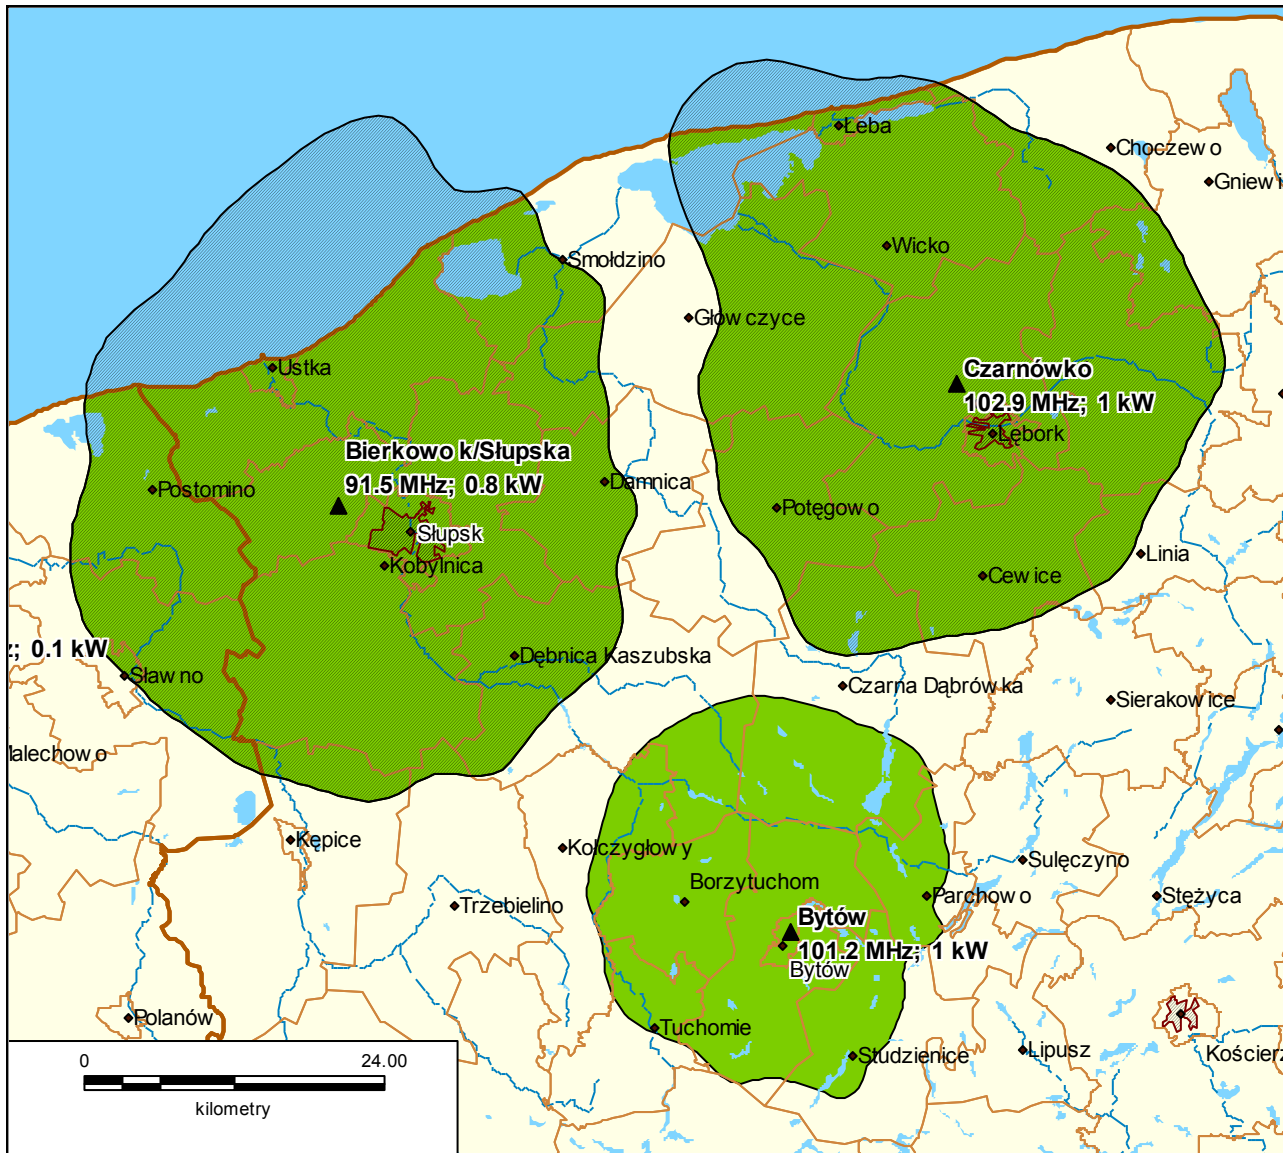 Łeba
Choczewo
Gniewi
Wicko
Smołdzino
Głowczyce
Ustka
Czarnówko
102.9 MHz; 1 kW
Lębork
Bierkowo k/Słupska
91.5 MHz; 0.8 kW
Damnica
Postomino
Potęgowo
Słupsk
Linia
Kobylnica
Cewice
z; 0.1 kW
Dębnica Kaszubska
Sławno
Czarna Dąbrówka
Sierakowice
Malechowo
Kępice
Kołczygłowy
Sulęczyno
Borzytuchom
Parchowo
Stężyca
Trzebielino
Bytów
101.2 MHz; 1 kW
Bytów
Polanów
Tuchomie
Studzienice
Lipusz
Kościerz
0 24.00
kilometry